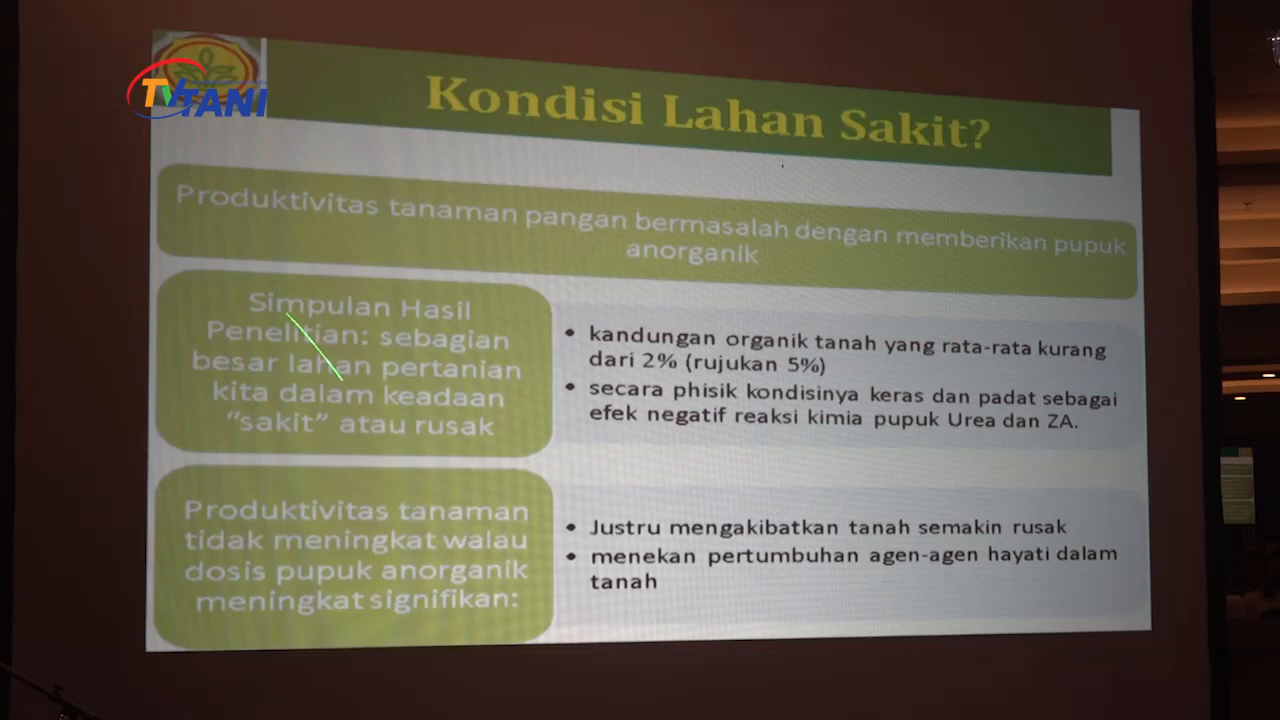 TVTANI
Kondisi Lahan Sakit?
Produktivitas tanaman pangan bermasalah dengan memberikan pupuk
anorganik
Simpulan Hasil
Penelitian: sebagian
besar lahan pertanian
kita dalam keadaan
“sakit” atau rusak
• kandungan organik tanah yang rata-rata kurang
dari 2% (rujukan 5%)
• secara phisik kondisinya keras dan padat sebagai
efek negatif reaksi kimia pupuk Urea dan ZA.
Produktivitas tanaman
tidak meningkat walau
dosis pupuk anorganik
meningkat signifikan:
• Justru mengakibatkan tanah semakin rusak
• menekan pertumbuhan agen-agen hayati dalam
tanah